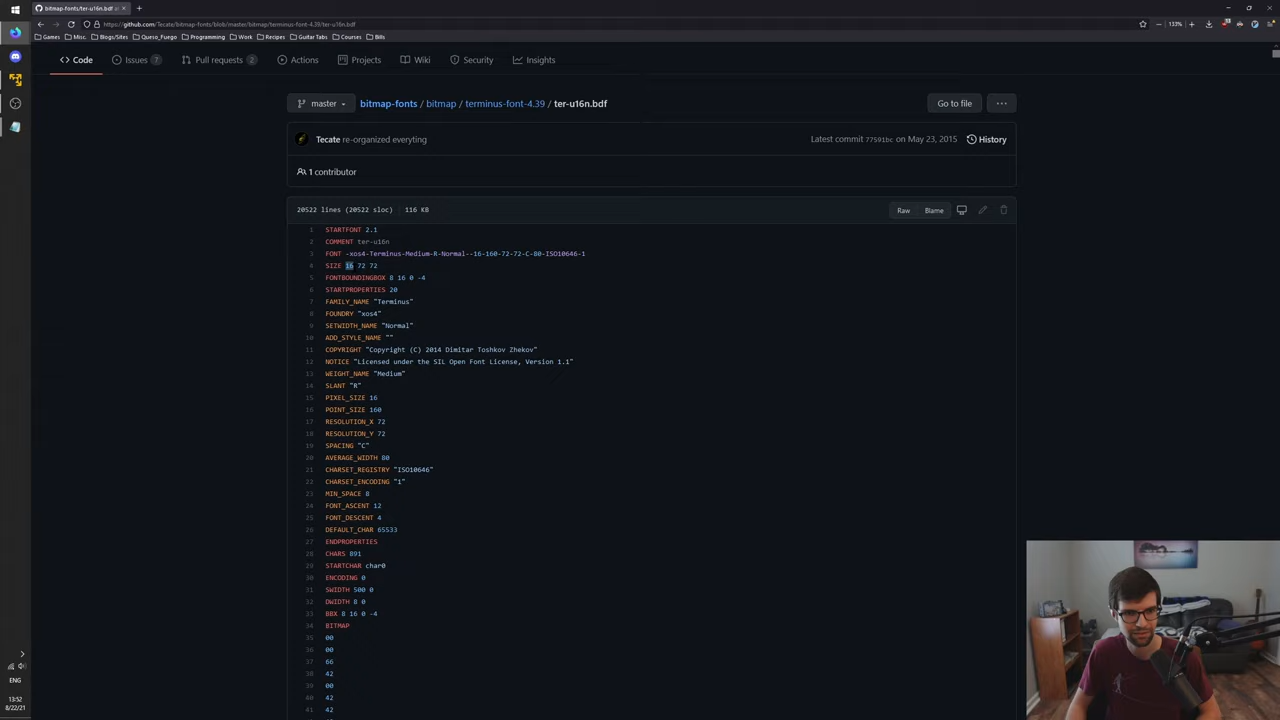 bitmap-fonts/ter-u16n.bdf
https://github.com/Tecate/bitmap-fonts/blob/master/bitmap/terminus-font-4.39/ter-u16n.bdf
133%
Games Misc. Blogs/Sites Queso_Fuego Programming Work Recipes Guitar Tabs Courses Bills
Code Issues 7 Pull requests 2 Actions Projects Wiki Security Insights
master bitmap-fonts / bitmap / terminus-font-4.39 / ter-u16n.bdf Go to file
Tecate re-organized everyting Latest commit 77591bc on May 23, 2015 History
1 contributor
20522 lines (20522 sloc) 116 KB Raw Blame
1 STARTFONT 2.1
2 COMMENT ter-u16n
3 FONT -xos4-Terminus-Medium-R-Normal--16-160-72-72-C-80-ISO10646-1
4 SIZE 16 72 72
5 FONTBOUNDINGBOX 8 16 0 -4
6 STARTPROPERTIES 20
7 FAMILY_NAME "Terminus"
8 FOUNDRY "xos4"
9 SETWIDTH_NAME "Normal"
10 ADD_STYLE_NAME ""
11 COPYRIGHT "Copyright (C) 2014 Dimitar Toshkov Zhekov"
12 NOTICE "Licensed under the SIL Open Font License, Version 1.1"
13 WEIGHT_NAME "Medium"
14 SLANT "R"
15 PIXEL_SIZE 16
16 POINT_SIZE 160
17 RESOLUTION_X 72
18 RESOLUTION_Y 72
19 SPACING "C"
20 AVERAGE_WIDTH 80
21 CHARSET_REGISTRY "ISO10646"
22 CHARSET_ENCODING "1"
23 MIN_SPACE 8
24 FONT_ASCENT 12
25 FONT_DESCENT 4
26 DEFAULT_CHAR 65533
27 ENDPROPERTIES
28 CHARS 891
29 STARTCHAR char0
30 ENCODING 0
31 SWIDTH 500 0
32 DWIDTH 8 0
33 BBX 8 16 0 -4
34 BITMAP
35 00
36 00
37 66
38 42
39 00
40 42
41 42
ENG
13:52
8/22/21